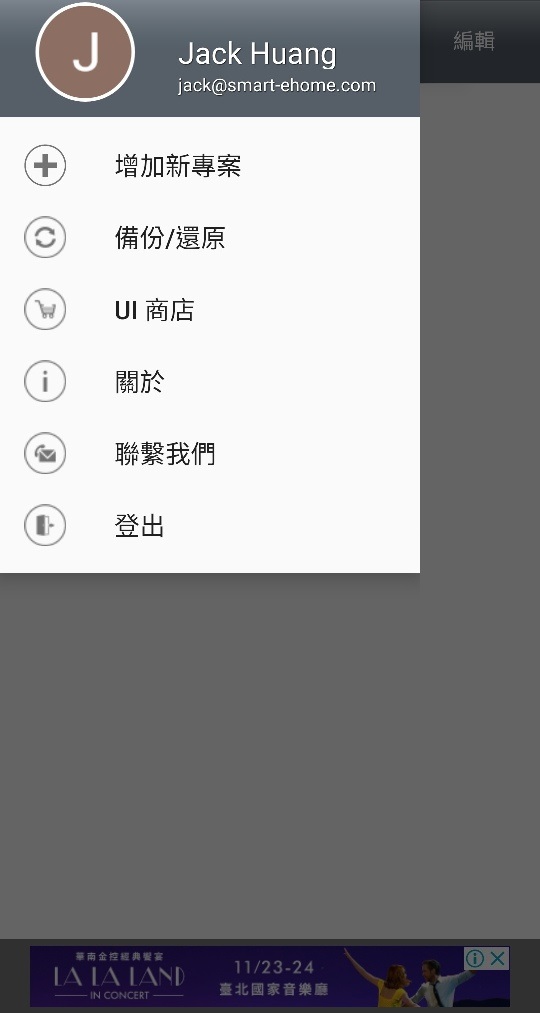 J
Jack Huang
jack@smart-ehome.com
編輯
增加新專案
備份/還原
UI 商店
關於
聯繫我們
登出
華南金控經典饗宴
LA LA LAND
IN CONCERT
11/23-24
臺北國家音樂廳